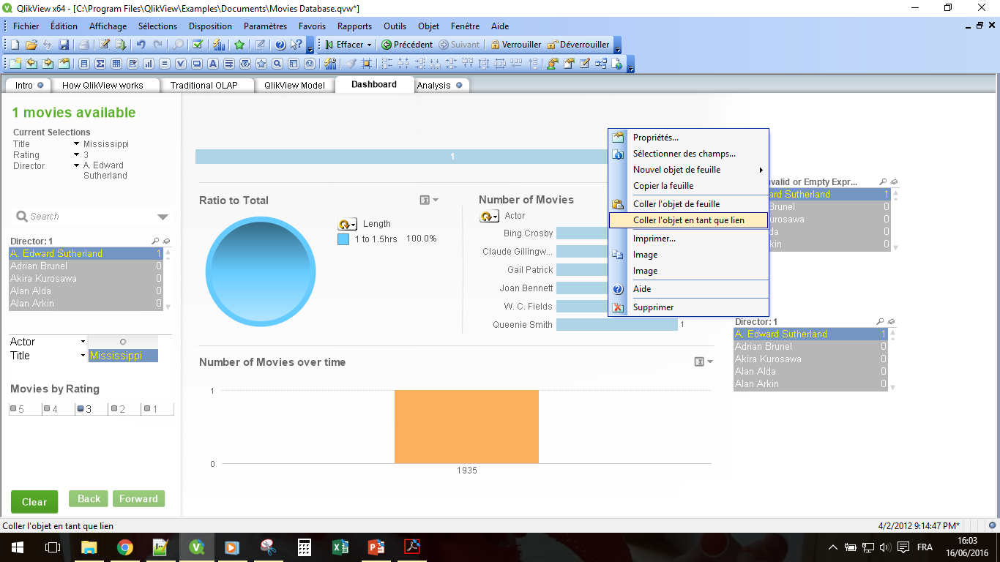 QlikView x64 - [C:\Program Files\QlikView\Examples\Documents\Movies Database.qvw*]
Fichier Édition Affichage Sélections Disposition Paramètres Favoris Rapports Outils Objet Fenêtre Aide
Effacer Précédent Suivant Verrouiller Déverrouiller
Intro How QlikView works Traditional OLAP QlikView Model Dashboard Analysis
1 movies available
Current Selections
Title Mississippi
Rating 3
Director A. Edward
Sutherland
Search
Director: 1
A. Edward Sutherland 1
Adrian Brunel 0
Akira Kurosawa 0
Alan Alda 0
Alan Arkin 0
Actor
Title Mississippi
Movies by Rating
5 4 3 2 1
Clear Back Forward
1
Ratio to Total
Length
1 to 1.5hrs 100.0%
Number of Movies
Actor
Bing Crosby
Claude Gillingw...
Gail Patrick
Joan Bennett
W. C. Fields
Queenie Smith 1
Number of Movies over time
1
0
1935
Propriétés...
Sélectionner des champs...
Nouvel objet de feuille
Copier la feuille
Coller l'objet de feuille
Coller l'objet en tant que lien
Imprimer...
Image
Image
Aide
Supprimer
valid or Empty Expr...
rd Sutherland 1
Brunel 0
osawa 0
da 0
kin 0
Director: 1
A. Edward Sutherland 1
Adrian Brunel 0
Akira Kurosawa 0
Alan Alda 0
Alan Arkin 0
Coller l'objet en tant que lien
4/2/2012 9:14:47 PM*
FRA
16:03
16/06/2016